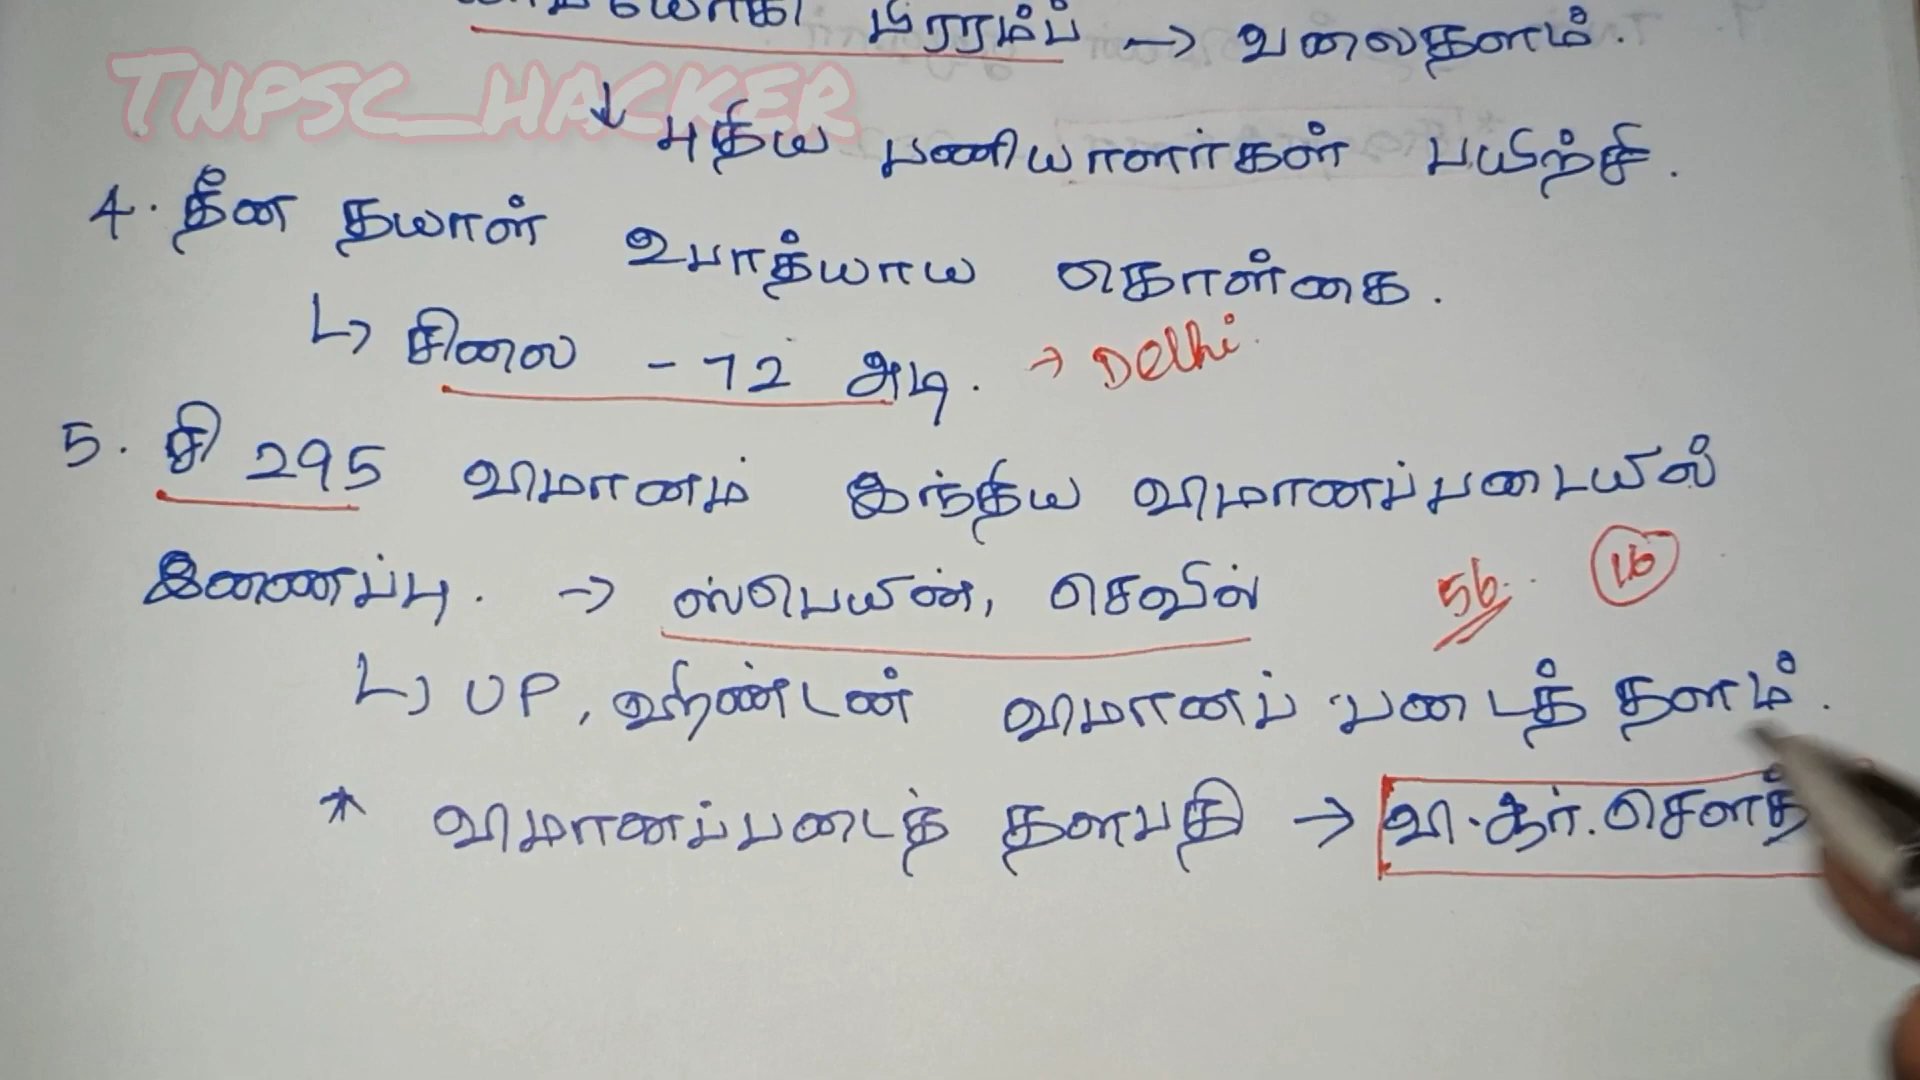 பிரரம்ப் → வலைதளம்.
TNPSC_HACKER
↓ புதிய பணியாளர்கள் பயிற்சி.
4. தீன தயாள் உபாத்யாய கொள்கை.
↳ சிலை - 72 அடி. → Delhi.
5. சி 295 விமானம் இந்திய விமானப்படையில்
இணைப்பு. → ஸ்பெயின், செவில் 56. 16
↳ UP, ஹிண்டன் விமானப் படைத் தளம்.
* விமானப்படைத் தளபதி → வி.ஆர்.சௌத்